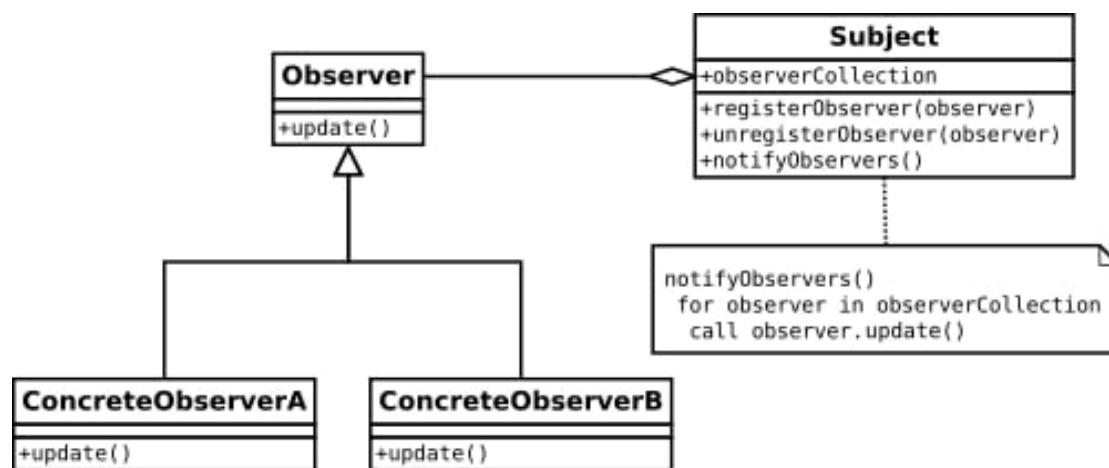 Observer
+update()
Subject
+observerCollection
+registerObserver(observer)
+unregisterObserver(observer)
+notifyObservers()
notifyObservers()
for observer in observerCollection
call observer.update()
ConcreteObserverA
+update()
ConcreteObserverB
+update()